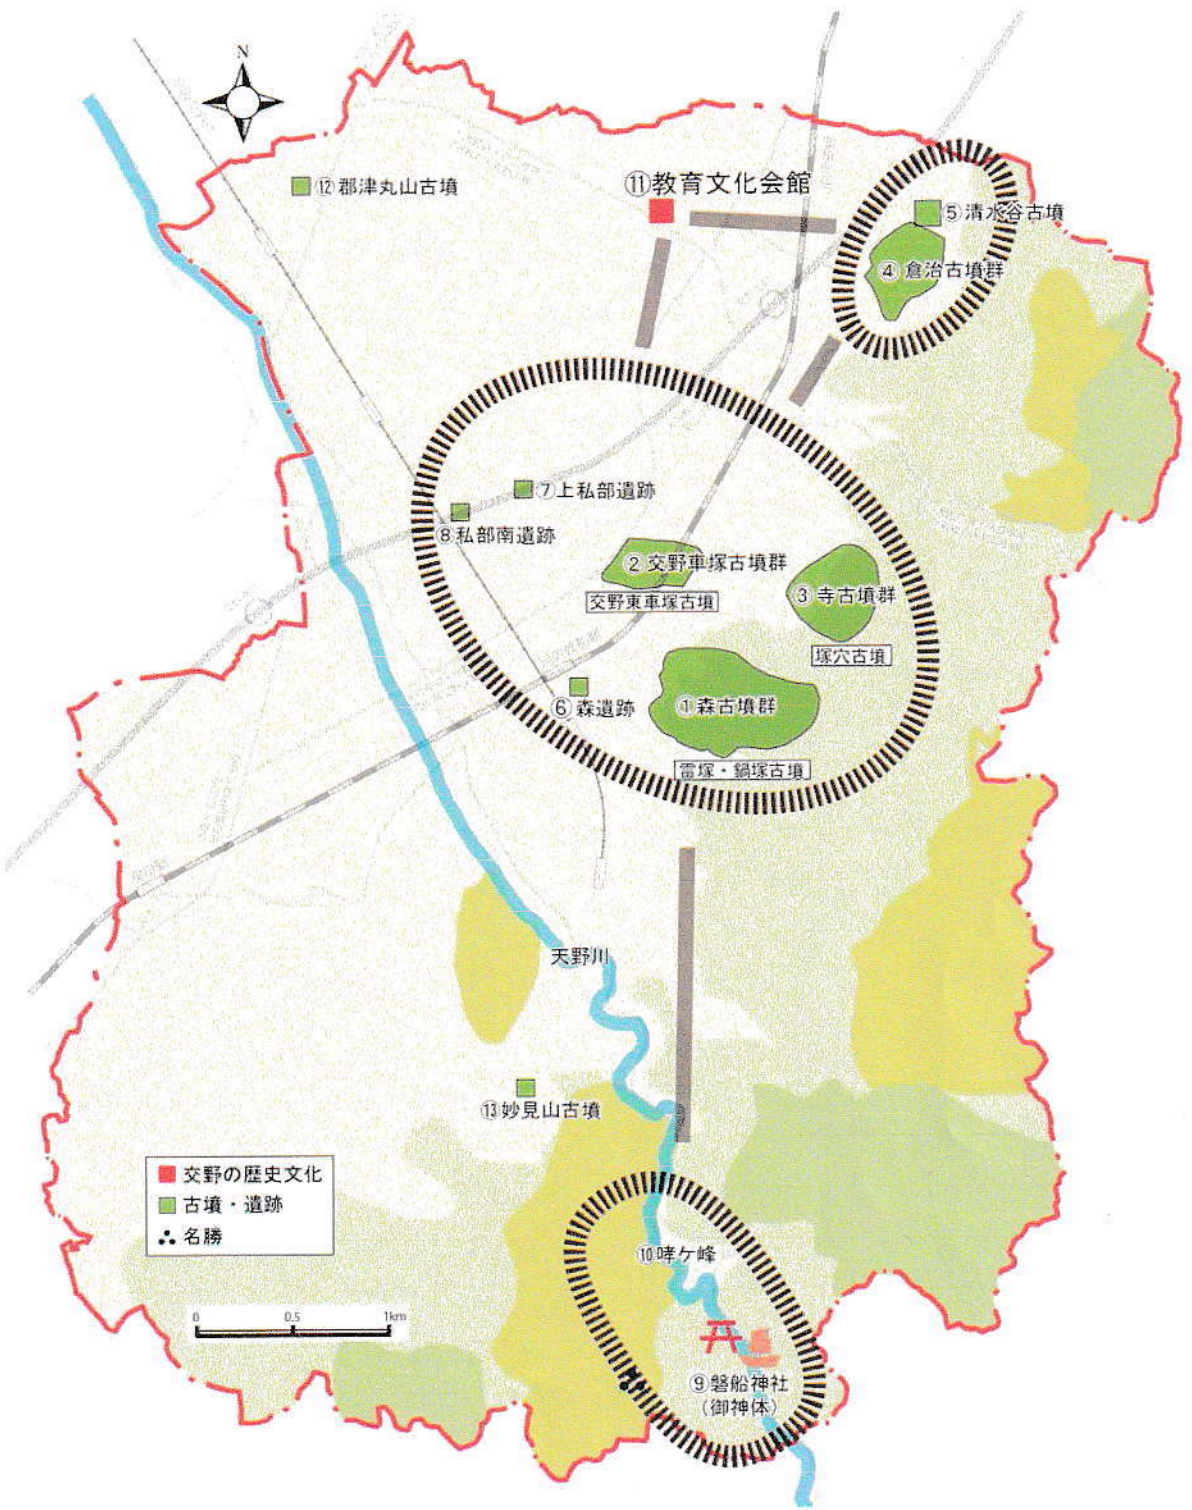 N
⑫郡津丸山古墳
⑪教育文化会館
⑤清水谷古墳
④倉治古墳群
⑦上私部遺跡
⑧私部南遺跡
②交野車塚古墳群
交野東車塚古墳
③寺古墳群
塚穴古墳
⑥森遺跡
①森古墳群
雷塚・鍋塚古墳
天野川
⑬妙見山古墳
交野の歴史文化
古墳・遺跡
名勝
⑩哮ケ峰
0 0.5 1km
⑨磐船神社
(御神体)